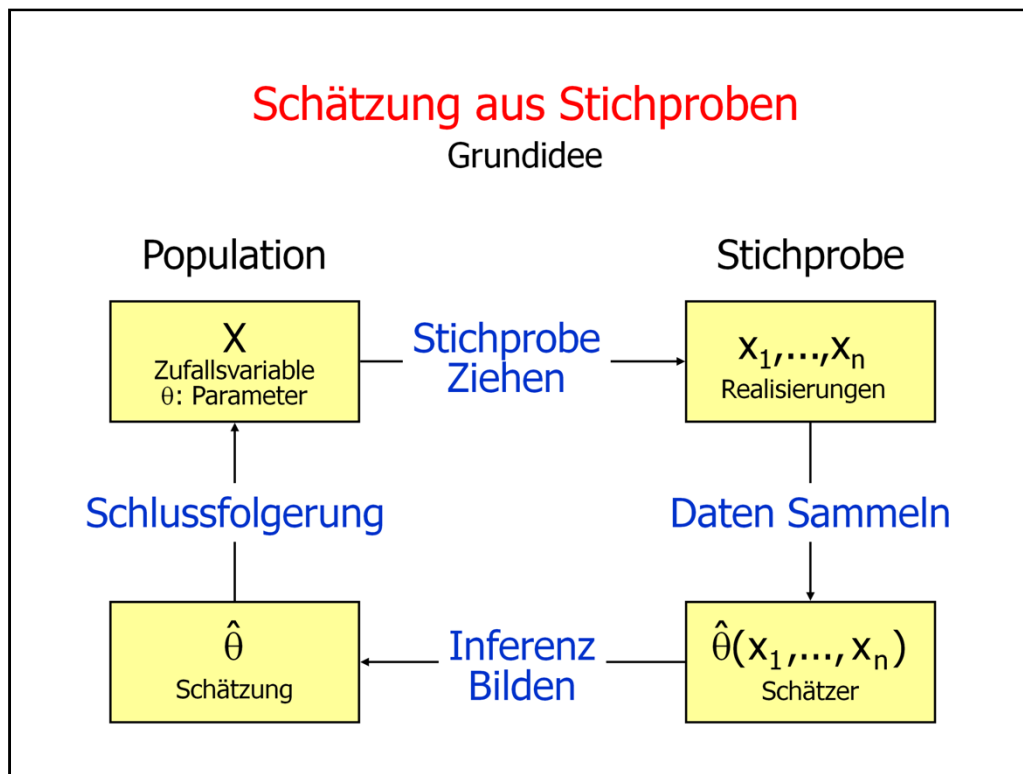 Schätzung aus Stichproben
Grundidee
Population
Stichprobe
X
Zufallsvariable
θ: Parameter
Stichprobe
Ziehen
x₁,...,xₙ
Realisierungen
Schlussfolgerung
Daten Sammeln
θ̂
Schätzung
Inferenz
Bilden
θ̂(x₁,...,xₙ)
Schätzer